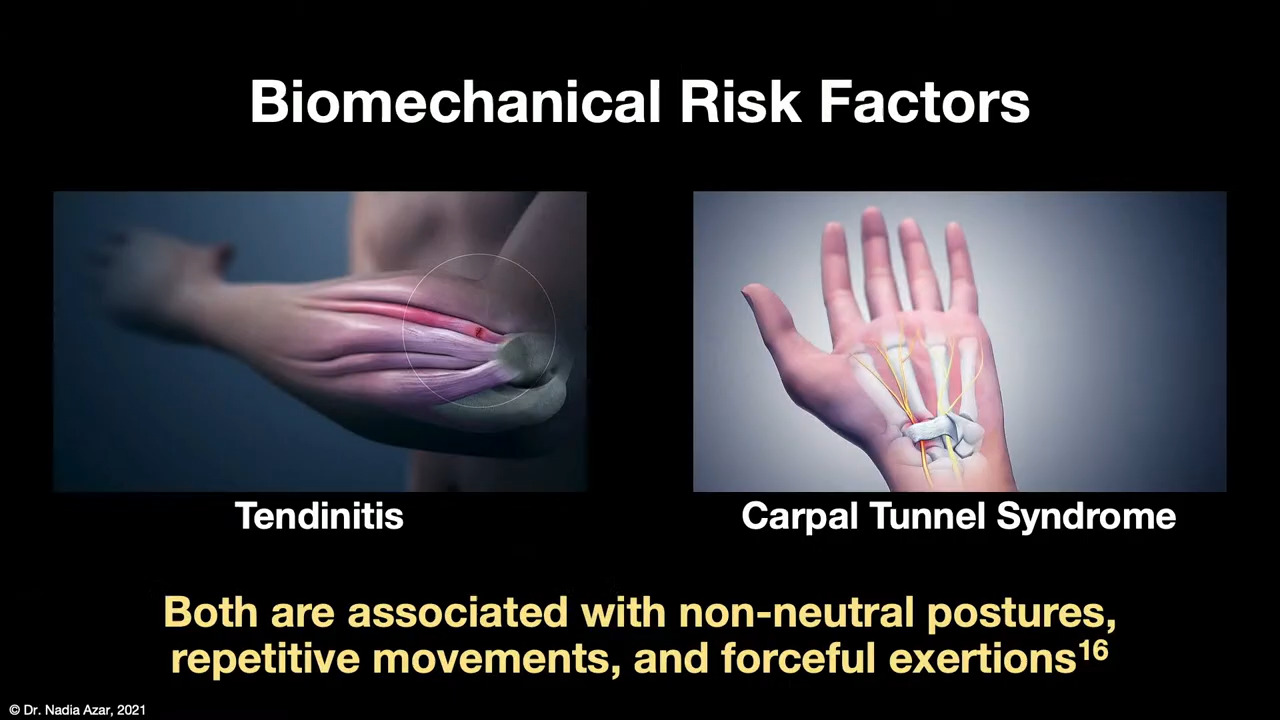 Biomechanical Risk Factors
Tendinitis
Carpal Tunnel Syndrome
Both are associated with non-neutral postures,
repetitive movements, and forceful exertions¹⁶
© Dr. Nadia Azar, 2021